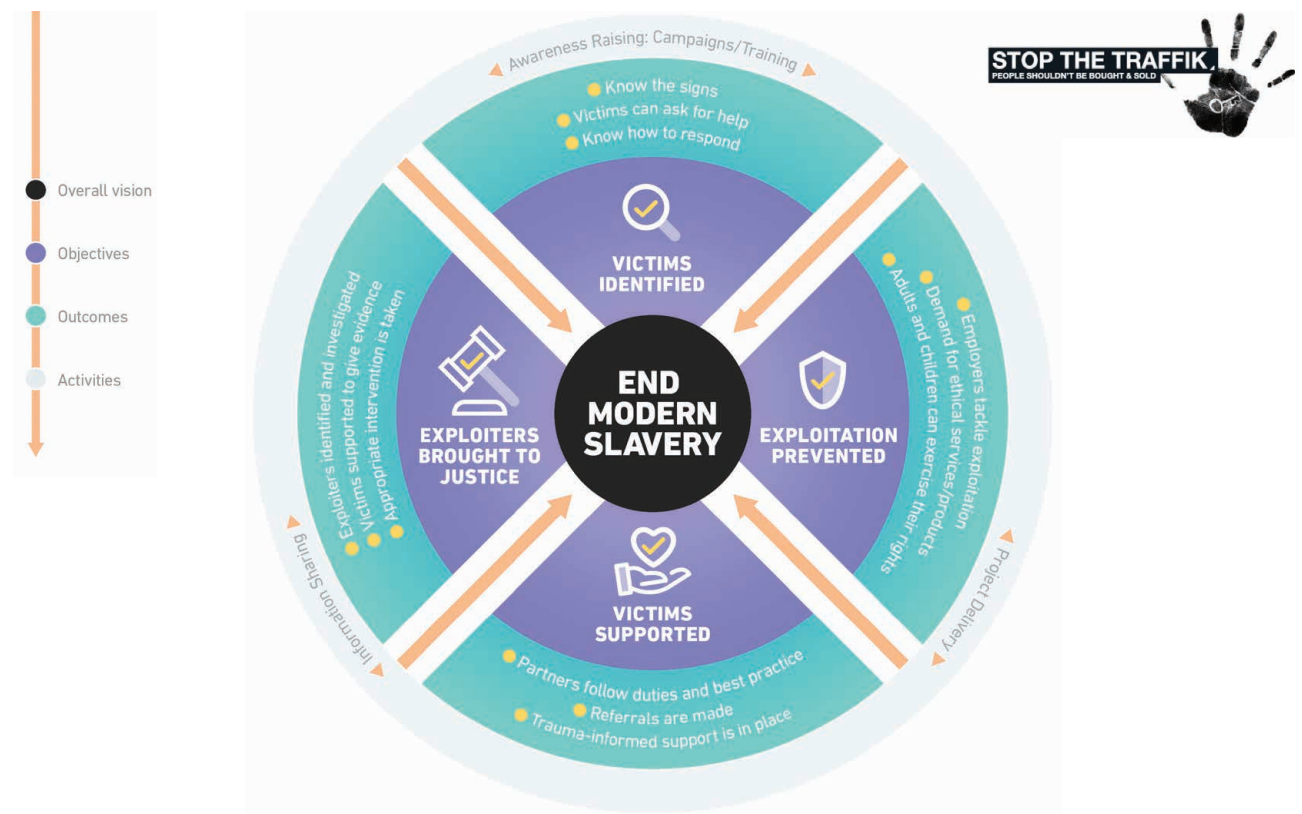 Awareness Raising: Campaigns/Training
STOP THE TRAFFIK
PEOPLE SHOULDN'T BE BOUGHT & SOLD
Know the signs
Victims can ask for help
Know how to respond
Overall vision
Objectives
Outcomes
Activities
VICTIMS
IDENTIFIED
Exploiters identified and investigated
Victims supported to give evidence
Appropriate intervention is taken
EXPLOITERS
BROUGHT TO
JUSTICE
END
MODERN
SLAVERY
EXPLOITATION
PREVENTED
Employers tackle exploitation
Demand for ethical services/products
Adults and children can exercise their rights
VICTIMS
SUPPORTED
Information Sharing
Project Delivery
Partners follow duties and best practice
Referrals are made
Trauma-informed support is in place